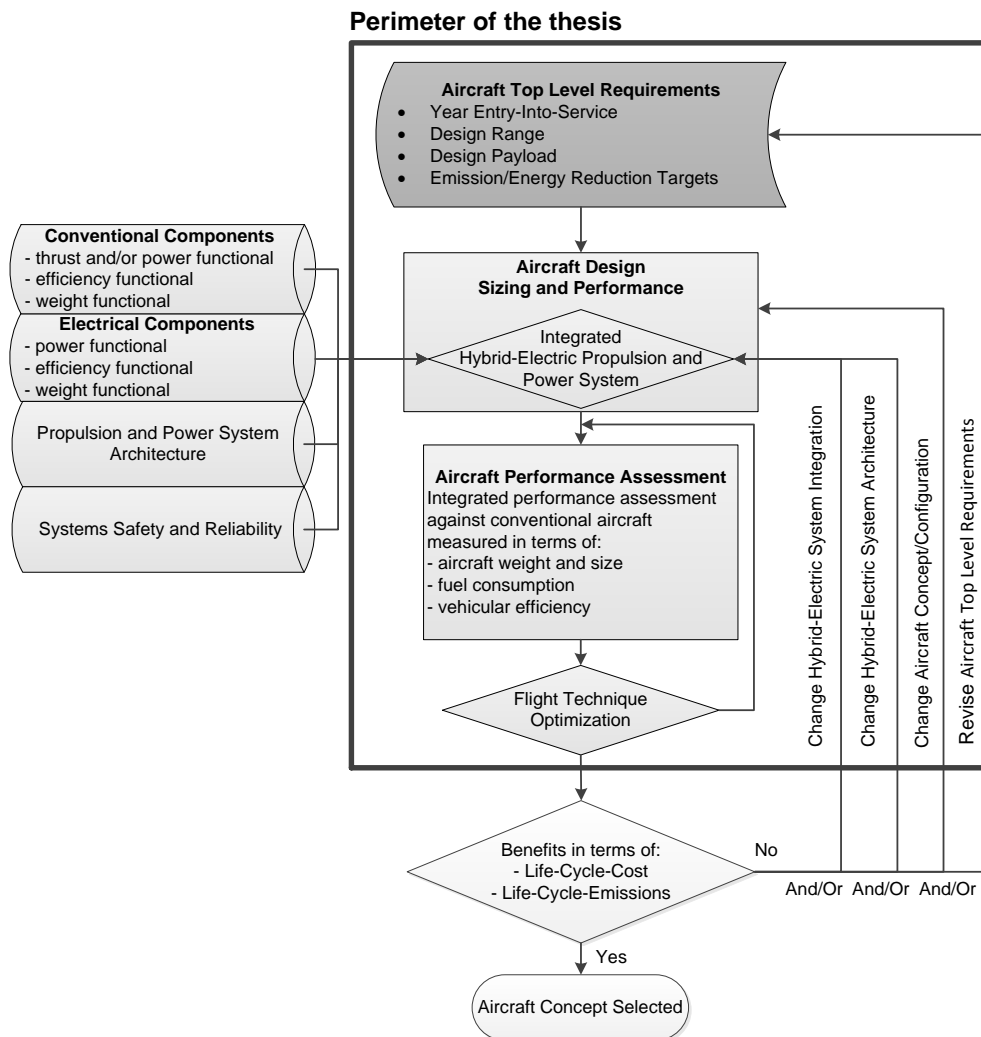 Perimeter of the thesis
Aircraft Top Level Requirements
• Year Entry-Into-Service
• Design Range
• Design Payload
• Emission/Energy Reduction Targets
Conventional Components
- thrust and/or power functional
- efficiency functional
- weight functional
Electrical Components
- power functional
- efficiency functional
- weight functional
Propulsion and Power System
Architecture
Systems Safety and Reliability
Aircraft Design
Sizing and Performance
Integrated
Hybrid-Electric Propulsion and
Power System
Aircraft Performance Assessment
Integrated performance assessment
against conventional aircraft
measured in terms of:
- aircraft weight and size
- fuel consumption
- vehicular efficiency
Flight Technique
Optimization
Change Hybrid-Electric System Integration
Change Hybrid-Electric System Architecture
Change Aircraft Concept/Configuration
Revise Aircraft Top Level Requirements
Benefits in terms of:
- Life-Cycle-Cost
- Life-Cycle-Emissions
No
And/Or And/Or And/Or
Yes
Aircraft Concept Selected